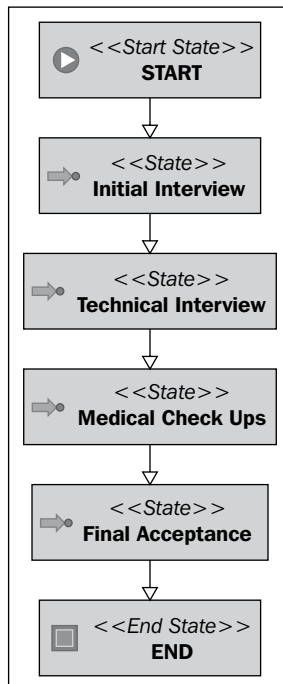 <<Start State>>
START
<<State>>
Initial Interview
<<State>>
Technical Interview
<<State>>
Medical Check Ups
<<State>>
Final Acceptance
<<End State>>
END